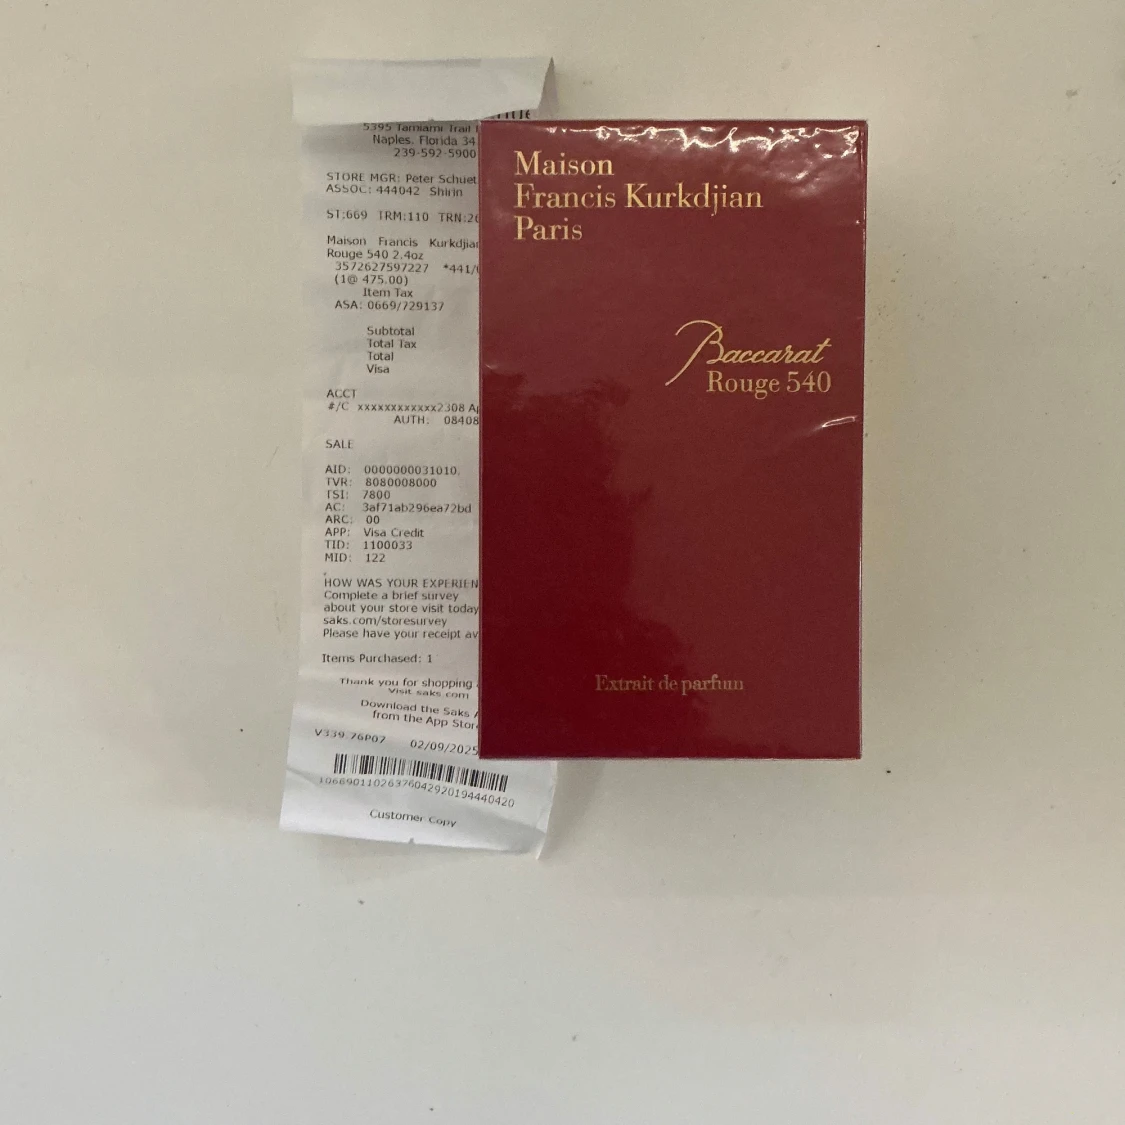 5395 Tamiami Trail
Naples, Florida 34
239-592-5900
STORE MGR: Peter Schuet
ASSOC: 444042 Shirin
ST:669 TRM:110 TRN:26
Maison Francis Kurkdjian
Rouge 540 2.4oz
3572627597227 *441/
(1@ 475.00)
Item Tax
ASA: 0669/729137
Subtotal
Total Tax
Total
Visa
ACCT
#/C xxxxxxxxxxxx2308 Ap
AUTH: 08408
SALE
AID: 0000000031010
TVR: 8080008000
TSI: 7800
AC: 3af71ab296ea72bd
ARC: 00
APP: Visa Credit
TID: 1100033
MID: 122
HOW WAS YOUR EXPERIEN
Complete a brief survey
about your store visit today
saks.com/storesurvey
Please have your receipt av
Items Purchased: 1
Thank you for shopping
Visit saks.com
Download the Saks A
from the App Stor
V339.76P07 02/09/2025
10669011026376042920194440420
Customer Copy
Maison
Francis Kurkdjian
Paris
Baccarat
Rouge 540
Extrait de parfum